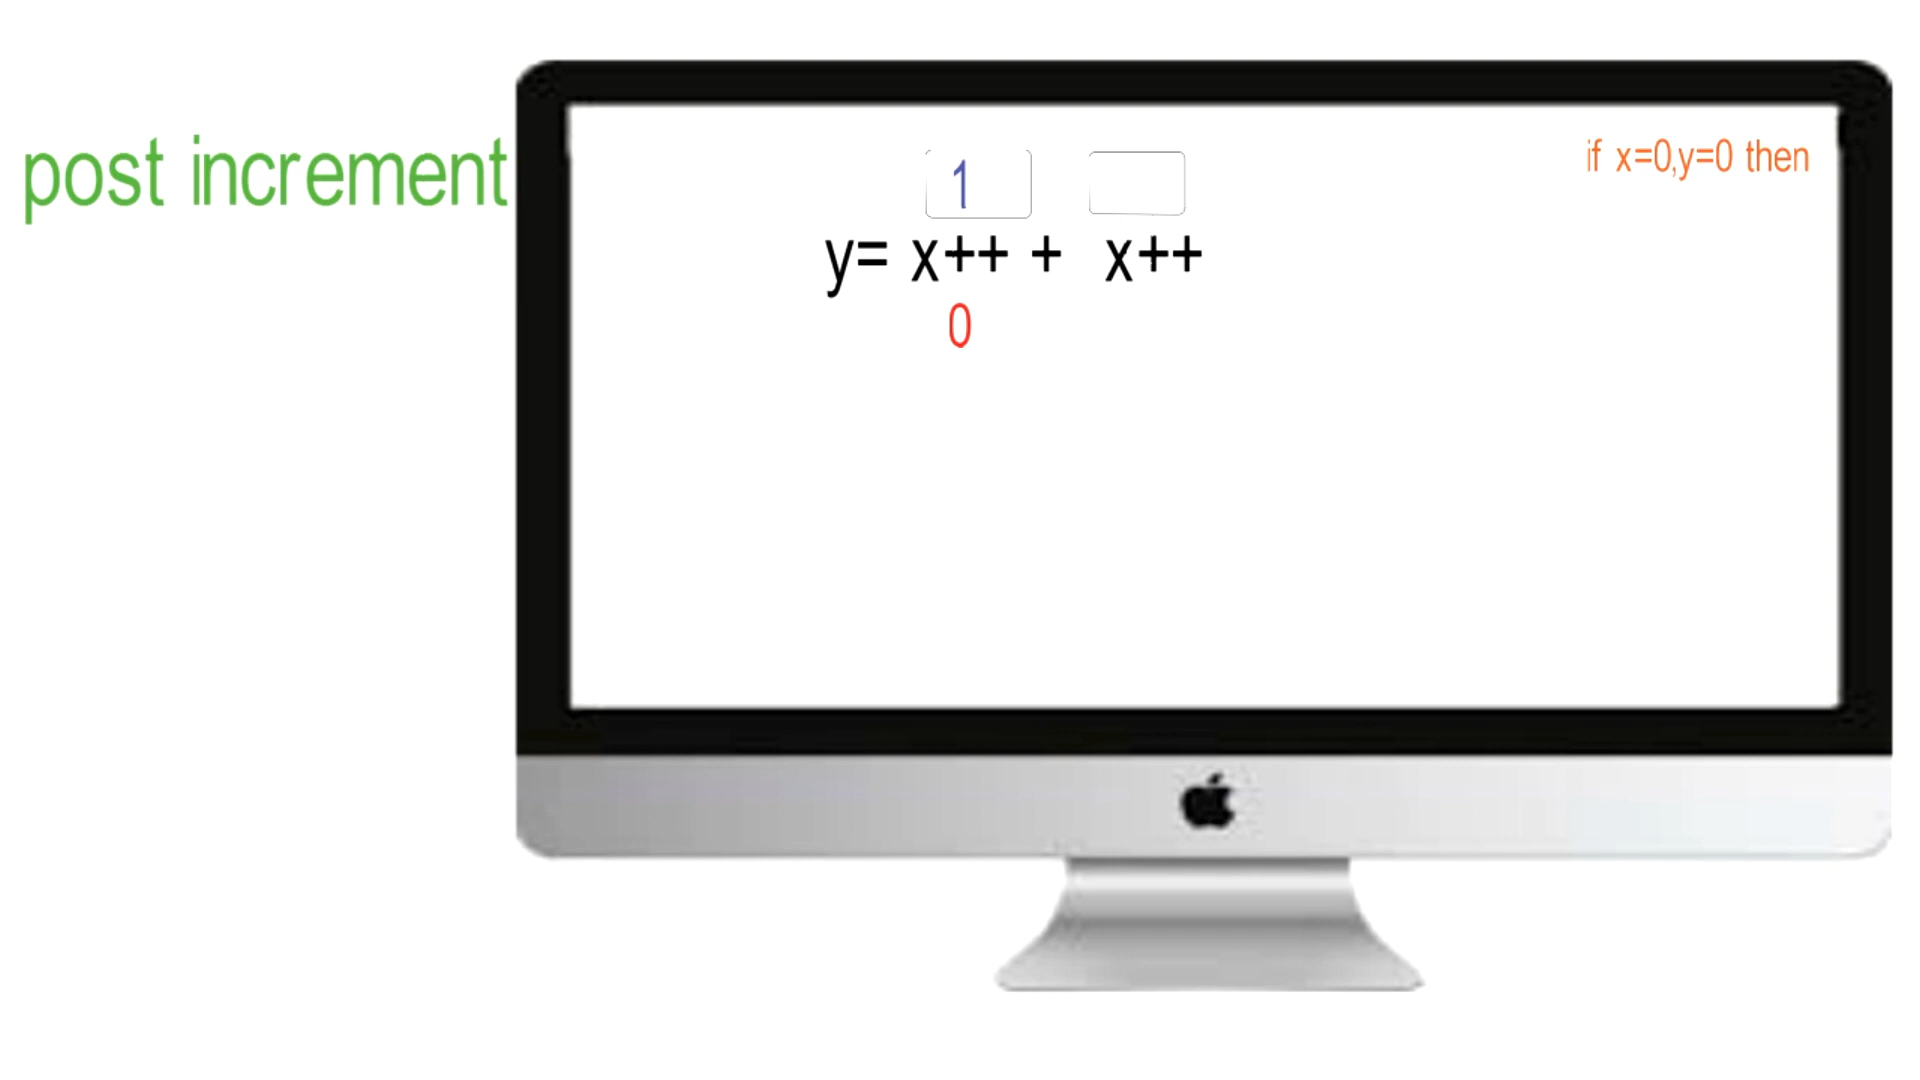 post increment
if x=0,y=0 then
1
y= x++ + x++
0